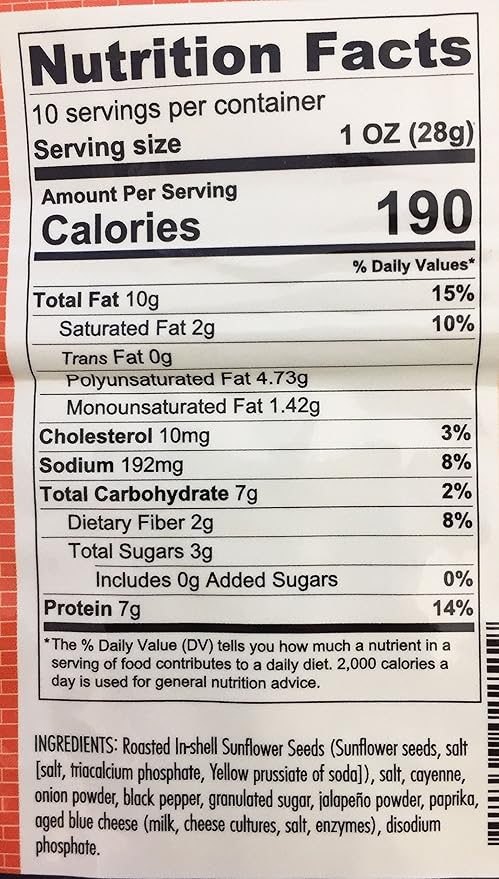 Nutrition Facts
10 servings per container
Serving size 1 OZ (28g)
Amount Per Serving
Calories 190
% Daily Values*
Total Fat 10g 15%
Saturated Fat 2g 10%
Trans Fat 0g
Polyunsaturated Fat 4.73g
Monounsaturated Fat 1.42g
Cholesterol 10mg 3%
Sodium 192mg 8%
Total Carbohydrate 7g 2%
Dietary Fiber 2g 8%
Total Sugars 3g
Includes 0g Added Sugars 0%
Protein 7g 14%
*The % Daily Value (DV) tells you how much a nutrient in a
serving of food contributes to a daily diet. 2,000 calories a
day is used for general nutrition advice.
INGREDIENTS: Roasted In-shell Sunflower Seeds (Sunflower seeds, salt
[salt, triacalcium phosphate, Yellow prussiate of soda]), salt, cayenne,
onion powder, black pepper, granulated sugar, jalapeño powder, paprika,
aged blue cheese (milk, cheese cultures, salt, enzymes), disodium
phosphate.